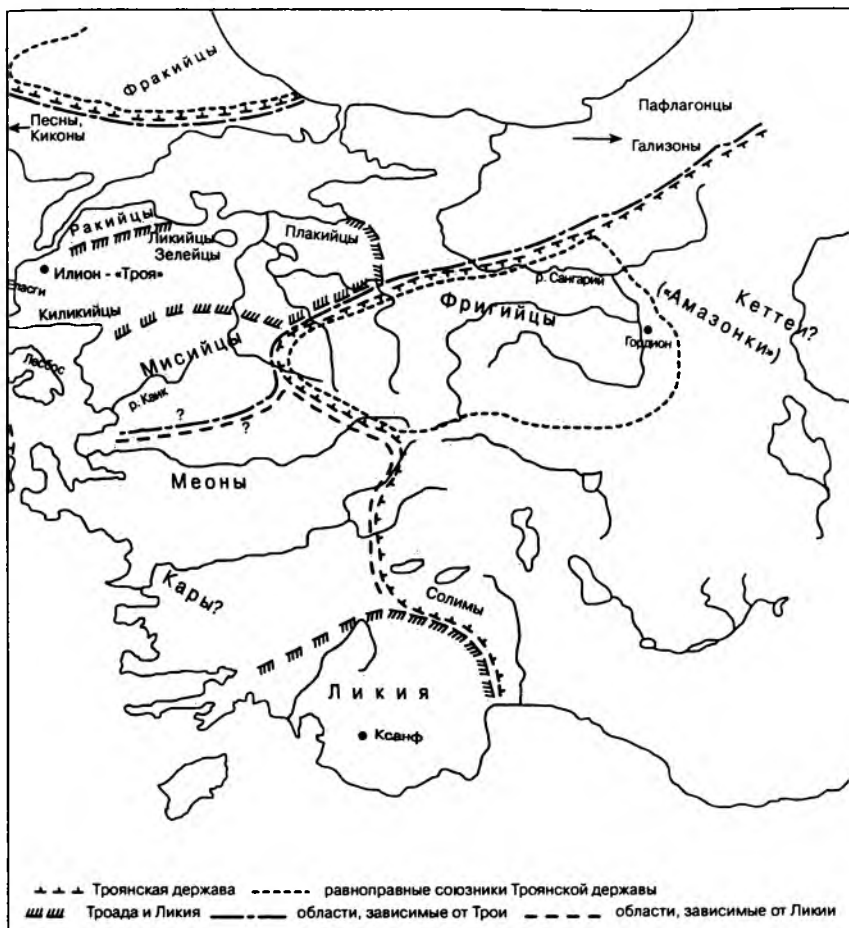 Фракийцы
Песны,
Киконы
Пафлагонцы
Гализоны
Ракийцы
Ликийцы
Зелейцы
Плакийцы
Илион - «Троя»
Еласги
Киликийцы
р. Сангарий
Фригийцы
Гордион
Кеттеи?
(«Амазонки»)
Мисийцы
Лесбос
р. Каик
?
?
Меоны
Кары?
Солимы
Ликия
Ксанф
Троянская держава равноправные союзники Троянской державы
Троада и Ликия области, зависимые от Трои области, зависимые от Ликии